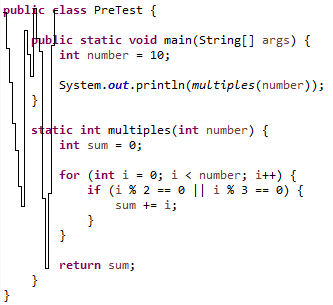 public class PreTest {
public static void main(String[] args) {
int number = 10;
System.out.println(multiples(number));
}
static int multiples(int number) {
int sum = 0;
for (int i = 0; i < number; i++) {
if (i % 2 == 0 || i % 3 == 0) {
sum += i;
}
}
return sum;
}
}